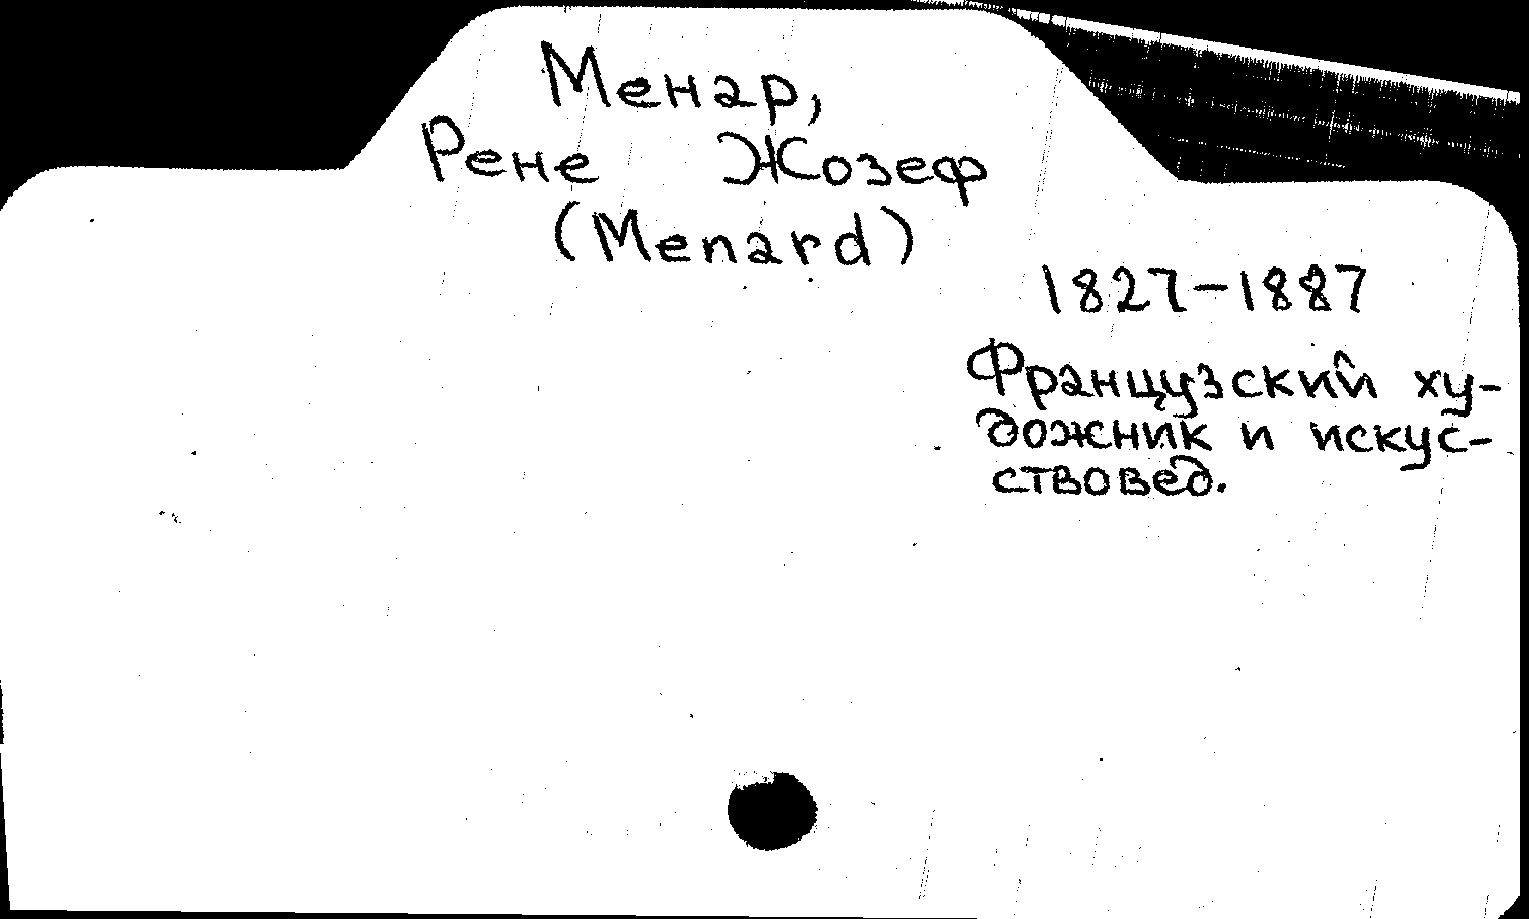 Менар,
Рене Жозеф
(Menard)
1827-1887
Французский ху-
дожник и искус-
ствовед.